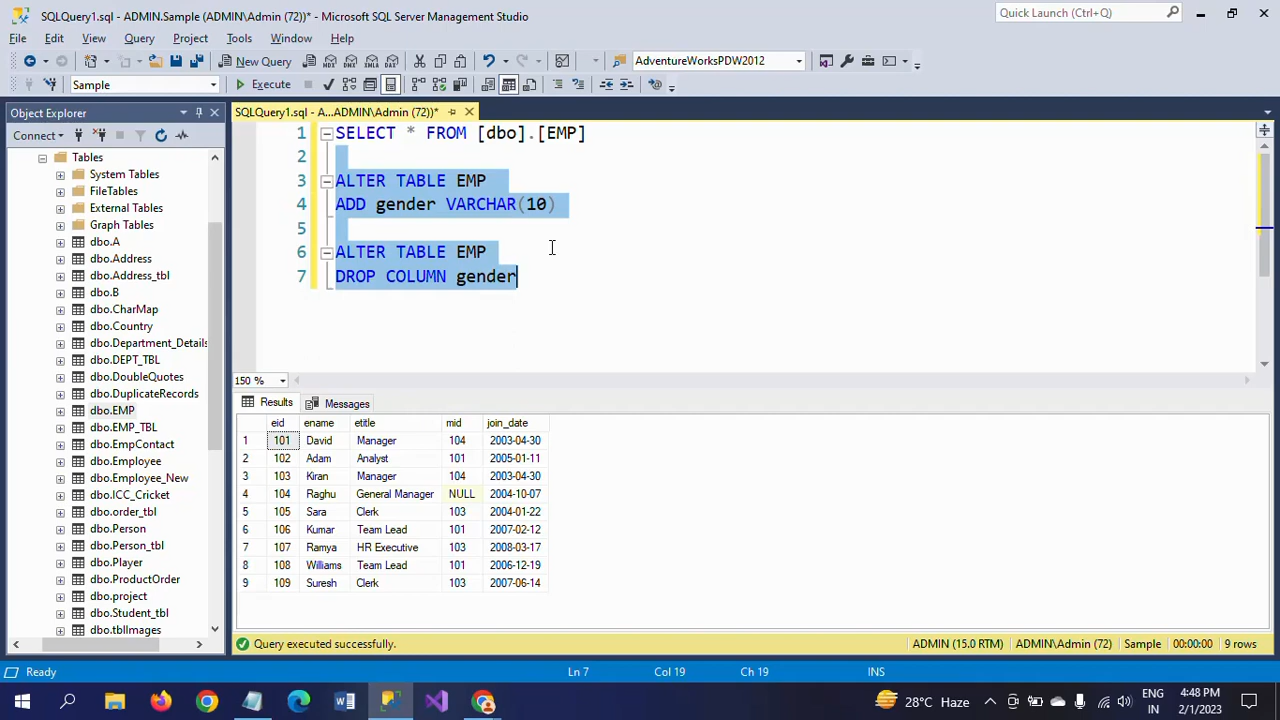 SQLQuery1.sql - ADMIN.Sample (ADMIN\Admin (72))* - Microsoft SQL Server Management Studio
Quick Launch (Ctrl+Q)
File Edit View Query Project Tools Window Help
New Query
MDX DMX XMLA DAX
AdventureWorksPDW2012
Sample
Execute
Object Explorer
SQLQuery1.sql - A...ADMIN\Admin (72))*
Connect
Tables
System Tables
FileTables
External Tables
Graph Tables
dbo.A
dbo.Address
dbo.Address_tbl
dbo.B
dbo.CharMap
dbo.Country
dbo.Department_Details
dbo.DEPT_TBL
dbo.DoubleQuotes
dbo.DuplicateRecords
dbo.EMP
dbo.EMP_TBL
dbo.EmpContact
dbo.Employee
dbo.Employee_New
dbo.ICC_Cricket
dbo.order_tbl
dbo.Person
dbo.Person_tbl
dbo.Player
dbo.ProductOrder
dbo.project
dbo.Student_tbl
dbo.tblImages
1 SELECT * FROM [dbo].[EMP]
2
3 ALTER TABLE EMP
4 ADD gender VARCHAR(10)
5
6 ALTER TABLE EMP
7 DROP COLUMN gender
150 %
Results Messages
eid ename etitle mid join_date
1 101 David Manager 104 2003-04-30
2 102 Adam Analyst 101 2005-01-11
3 103 Kiran Manager 104 2003-04-30
4 104 Raghu General Manager NULL 2004-10-07
5 105 Sara Clerk 103 2004-01-22
6 106 Kumar Team Lead 101 2007-02-12
7 107 Ramya HR Executive 103 2008-03-17
8 108 Williams Team Lead 101 2006-12-19
9 109 Suresh Clerk 103 2007-06-14
Query executed successfully. ADMIN (15.0 RTM) ADMIN\Admin (72) Sample 00:00:00 9 rows
Ready Ln 7 Col 19 Ch 19 INS
28°C Haze
ENG
IN
4:48 PM
2/1/2023